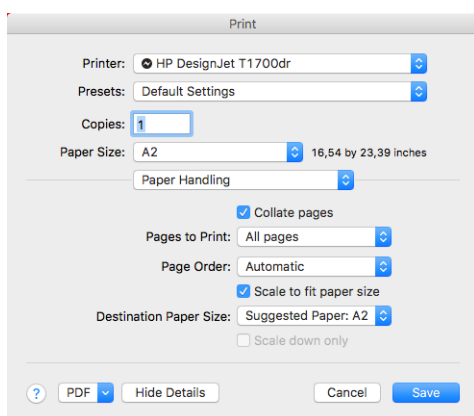 Print
Printer: HP DesignJet T1700dr
Presets: Default Settings
Copies: 1
Paper Size: A2 16,54 by 23,39 inches
Paper Handling
Collate pages
Pages to Print: All pages
Page Order: Automatic
Scale to fit paper size
Destination Paper Size: Suggested Paper: A2
Scale down only
? PDF Hide Details Cancel Save